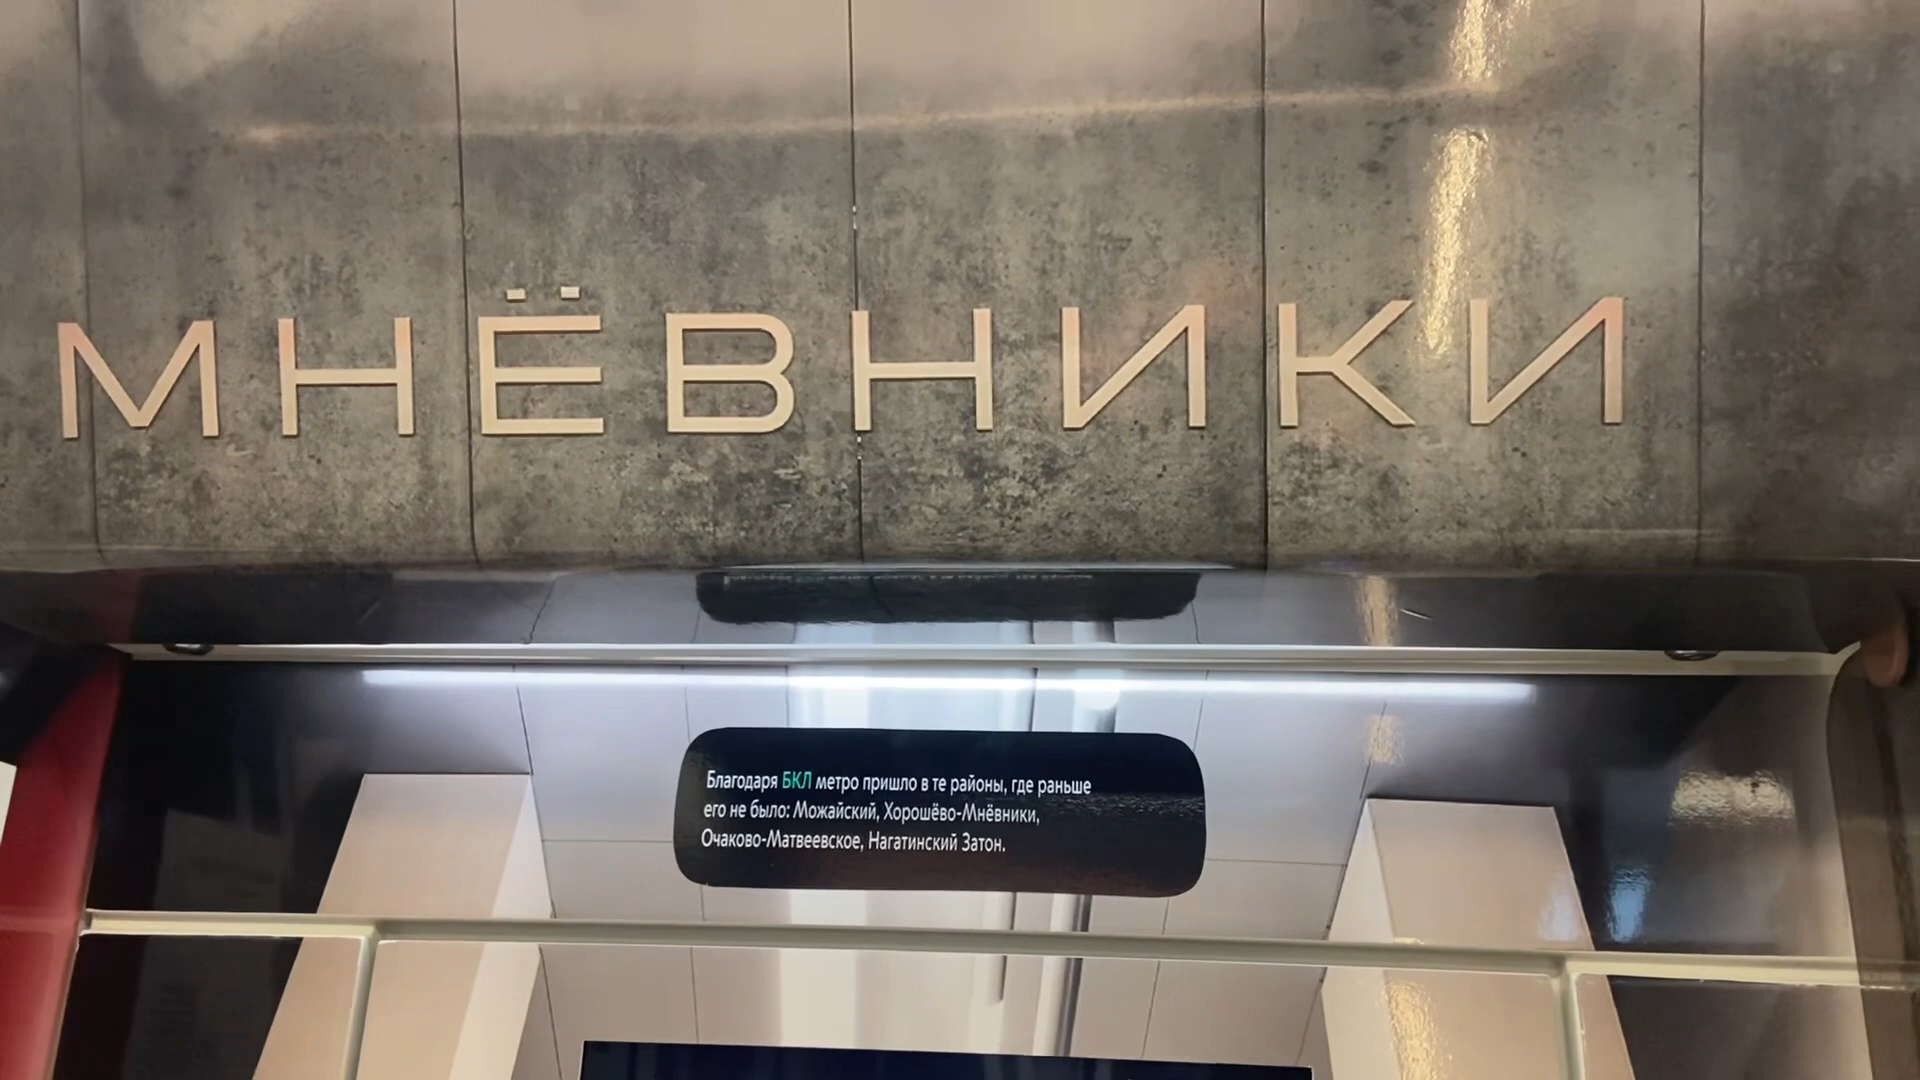 МНЁВНИКИ
Благодаря БКЛ метро пришло в те районы, где раньше
его не было: Можайский, Хорошёво-Мнёвники,
Очаково-Матвеевское, Нагатинский Затон.